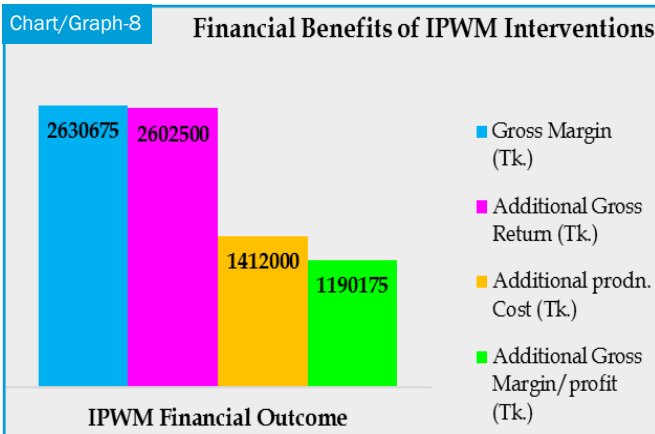 Chart/Graph-8
Financial Benefits of IPWM Interventions
2630675
2602500
1412000
1190175
IPWM Financial Outcome
Gross Margin
(Tk.)
Additional Gross
Return (Tk.)
Additional prodn.
Cost (Tk.)
Additional Gross
Margin/profit
(Tk.)